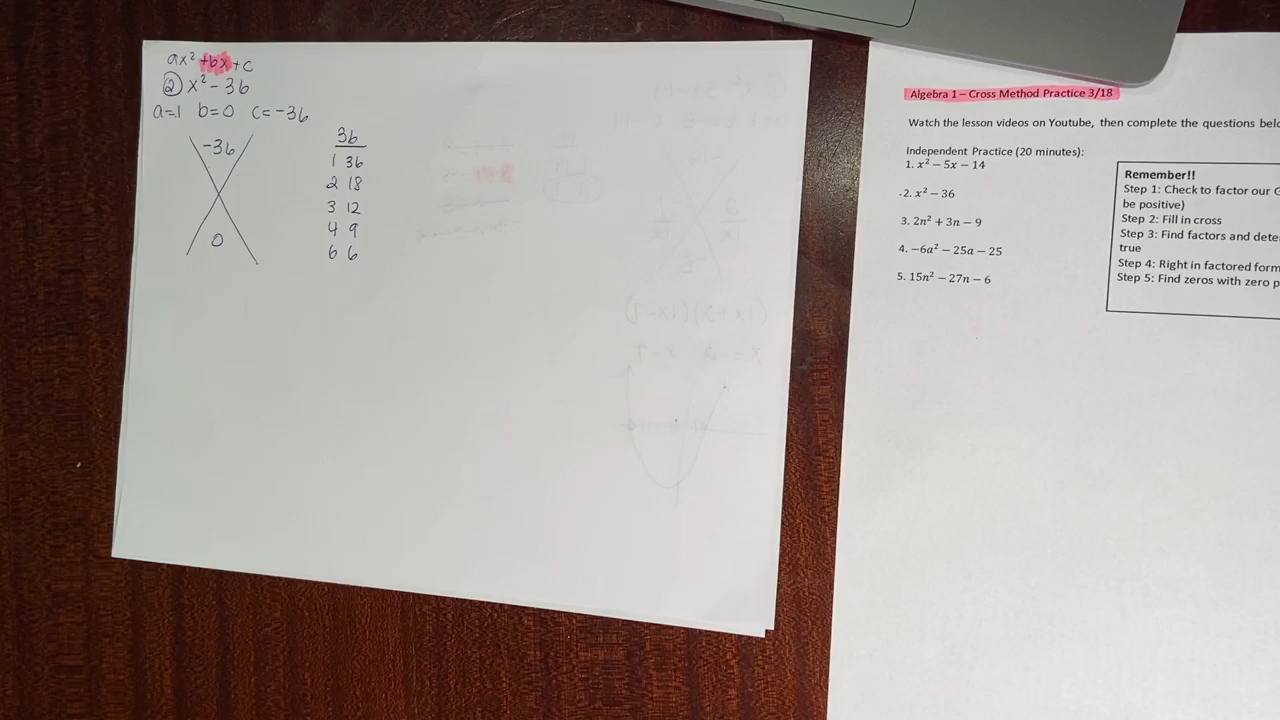 ax² +bx +c
② x² - 36
a=1 b=0 c=-36
-36
0
36
1 36
2 18
3 12
4 9
6 6
Algebra 1 – Cross Method Practice 3/18
Watch the lesson videos on Youtube, then complete the questions
Independent Practice (20 minutes):
1. x² − 5x − 14
-2. x² − 36
3. 2n² + 3n − 9
4. −6a² − 25a − 25
5. 15n² − 27n − 6
Remember!!
Step 1: Check to factor our
be positive)
Step 2: Fill in cross
Step 3: Find factors and
true
Step 4: Right in factored form
Step 5: Find zeros with zero